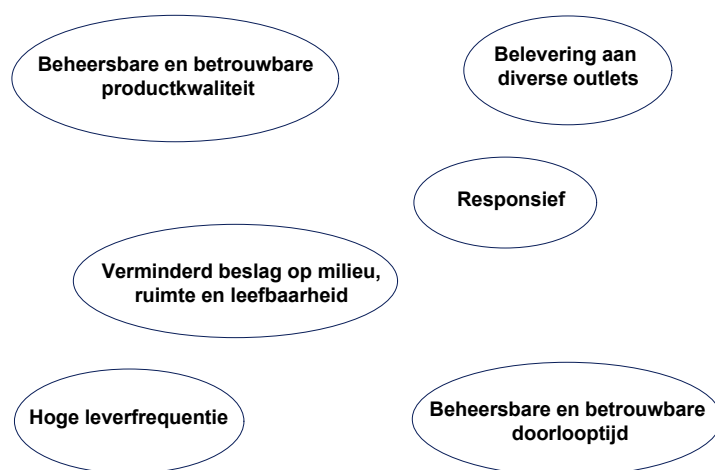 Beheersbare en betrouwbare
productkwaliteit
Belevering aan
diverse outlets
Responsief
Verminderd beslag op milieu,
ruimte en leefbaarheid
Hoge leverfrequentie
Beheersbare en betrouwbare
doorlooptijd